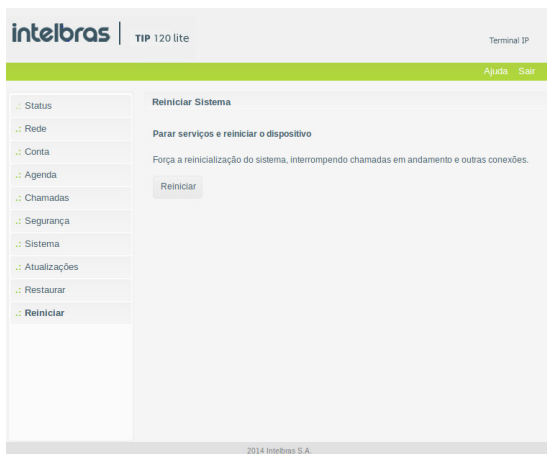 intelbras | TIP 120 lite
Terminal IP
Ajuda Sair
.: Status
.: Rede
.: Conta
.: Agenda
.: Chamadas
.: Segurança
.: Sistema
.: Atualizações
.: Restaurar
.: Reiniciar
Reiniciar Sistema
Parar serviços e reiniciar o dispositivo
Força a reinicialização do sistema, interrompendo chamadas em andamento e outras conexões.
Reiniciar
2014 Intelbras S.A.